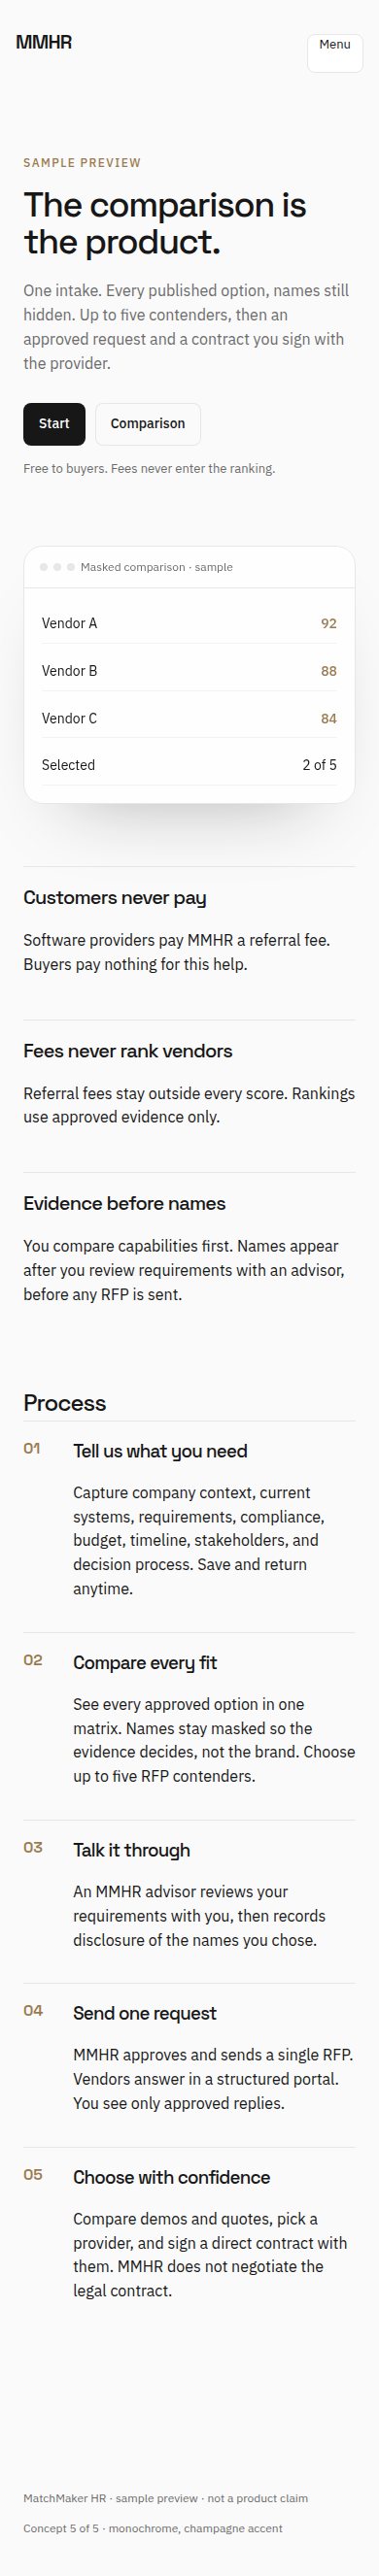 MMHR
Menu
SAMPLE PREVIEW
The comparison is
the product.
One intake. Every published option, names still
hidden. Up to five contenders, then an
approved request and a contract you sign with
the provider.
Start
Comparison
Free to buyers. Fees never enter the ranking.
Masked comparison · sample
Vendor A 92
Vendor B 88
Vendor C 84
Selected 2 of 5
Customers never pay
Software providers pay MMHR a referral fee.
Buyers pay nothing for this help.
Fees never rank vendors
Referral fees stay outside every score. Rankings
use approved evidence only.
Evidence before names
You compare capabilities first. Names appear
after you review requirements with an advisor,
before any RFP is sent.
Process
01 Tell us what you need
Capture company context, current
systems, requirements, compliance,
budget, timeline, stakeholders, and
decision process. Save and return
anytime.
02 Compare every fit
See every approved option in one
matrix. Names stay masked so the
evidence decides, not the brand. Choose
up to five RFP contenders.
03 Talk it through
An MMHR advisor reviews your
requirements with you, then records
disclosure of the names you chose.
04 Send one request
MMHR approves and sends a single RFP.
Vendors answer in a structured portal.
You see only approved replies.
05 Choose with confidence
Compare demos and quotes, pick a
provider, and sign a direct contract with
them. MMHR does not negotiate the
legal contract.
MatchMaker HR · sample preview · not a product claim
Concept 5 of 5 · monochrome, champagne accent